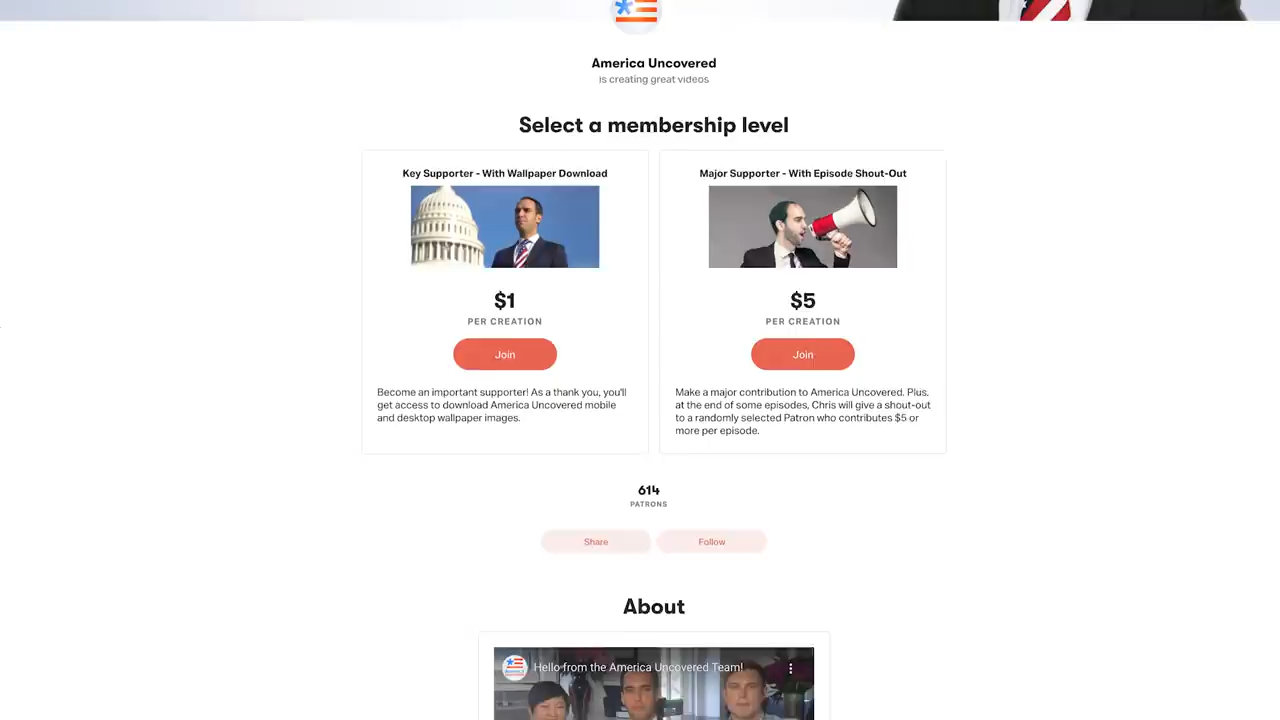 America Uncovered
is creating great videos
Select a membership level
Key Supporter - With Wallpaper Download
$1
PER CREATION
Join
Become an important supporter! As a thank you, you'll
get access to download America Uncovered mobile
and desktop wallpaper images.
Major Supporter - With Episode Shout-Out
$5
PER CREATION
Join
Make a major contribution to America Uncovered. Plus,
at the end of some episodes, Chris will give a shout-out
to a randomly selected Patron who contributes $5 or
more per episode.
614
PATRONS
Share
Follow
About
Hello from the America Uncovered Team!